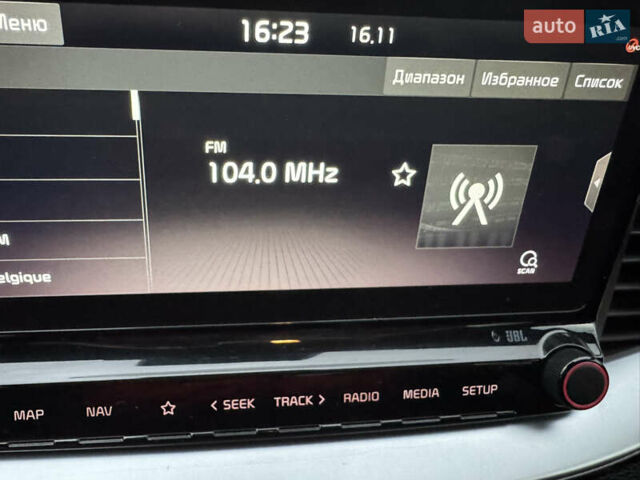 Меню
16:23
16.11
auto RIA
.com
Диапазон
Избранное
Список
FM
104.0 MHz
M
elgique
SCAN
JBL
MAP
NAV
< SEEK
TRACK >
RADIO
MEDIA
SETUP